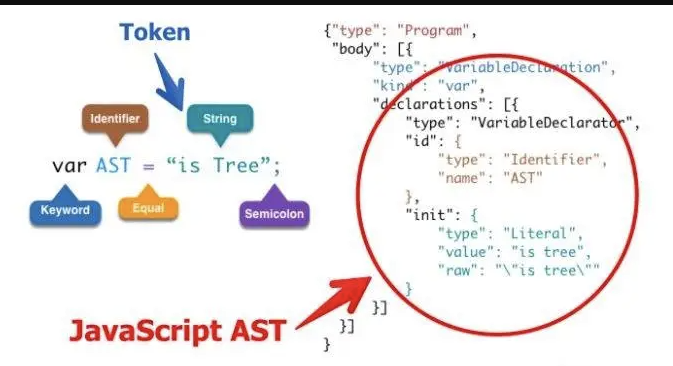 Token
Identifier
String
var AST = “is Tree”;
Keyword
Equal
Semicolon
JavaScript AST
{"type": "Program",
"body": [{
"type": "VariableDeclaration",
"kind": "var",
"declarations": [{
"type": "VariableDeclarator",
"id": {
"type": "Identifier",
"name": "AST"
},
"init": {
"type": "Literal",
"value": "is tree",
"raw": "\"is tree\""
}
}]
}]
}